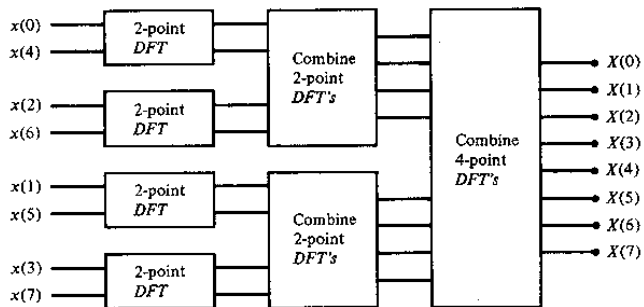 x(0)
x(4)
2-point
DFT
x(2)
x(6)
2-point
DFT
Combine
2-point
DFT's
x(1)
x(5)
2-point
DFT
x(3)
x(7)
2-point
DFT
Combine
2-point
DFT's
Combine
4-point
DFT's
X(0)
X(1)
X(2)
X(3)
X(4)
X(5)
X(6)
X(7)